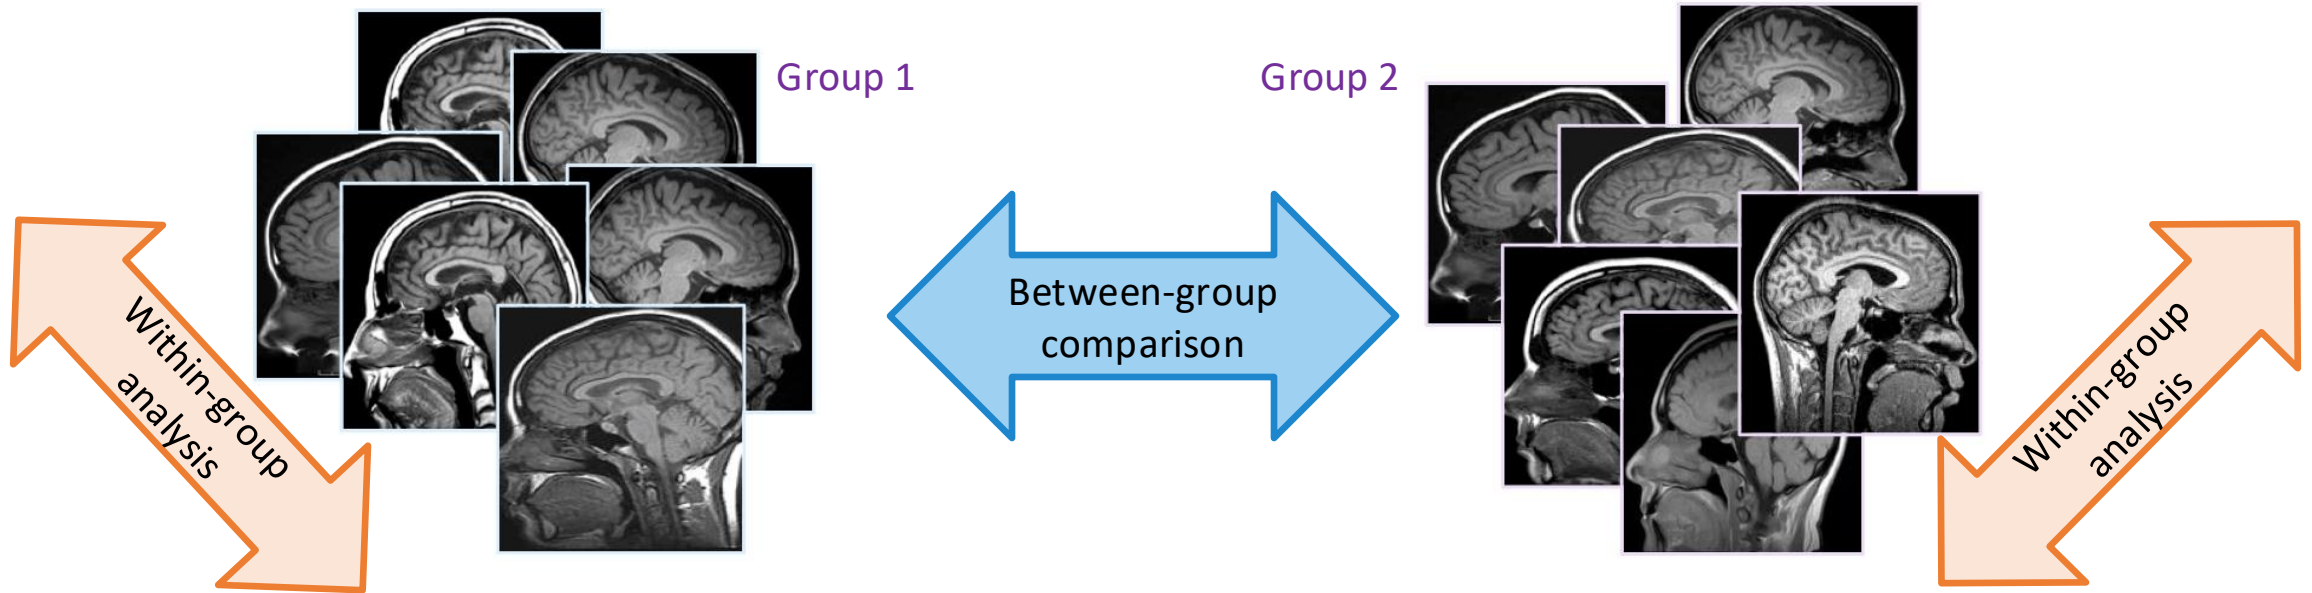 Group 1
Group 2
Within-group
analysis
Between-group
comparison
Within-group
analysis